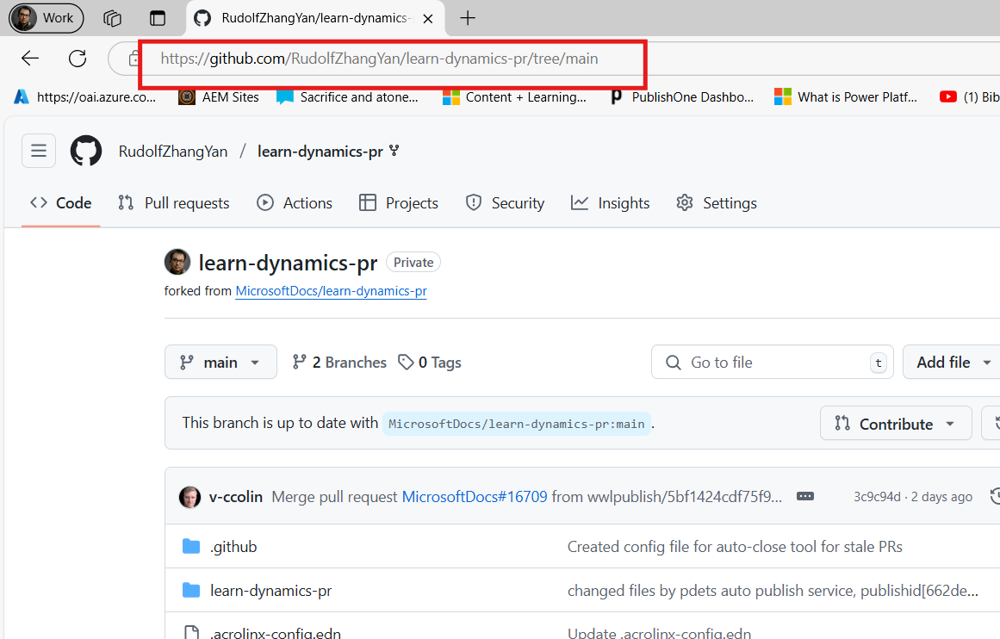 Work
RudolfZhangYan/learn-dynamics-
https://github.com/RudolfZhangYan/learn-dynamics-pr/tree/main
https://oai.azure.co... AEM Sites Sacrifice and atone... Content + Learning... PublishOne Dashbo... What is Power Platf... (1) Bib
RudolfZhangYan / learn-dynamics-pr
Code Pull requests Actions Projects Security Insights Settings
learn-dynamics-pr Private
forked from MicrosoftDocs/learn-dynamics-pr
main 2 Branches 0 Tags Go to file t Add file
This branch is up to date with MicrosoftDocs/learn-dynamics-pr:main . Contribute
v-ccolin Merge pull request MicrosoftDocs#16709 from wwlpublish/5bf1424cdf75f9... 3c9c94d · 2 days ago
.github Created config file for auto-close tool for stale PRs
learn-dynamics-pr changed files by pdets auto publish service, publishid[662de...
.acrolinx-config.edn Update .acrolinx-config.edn